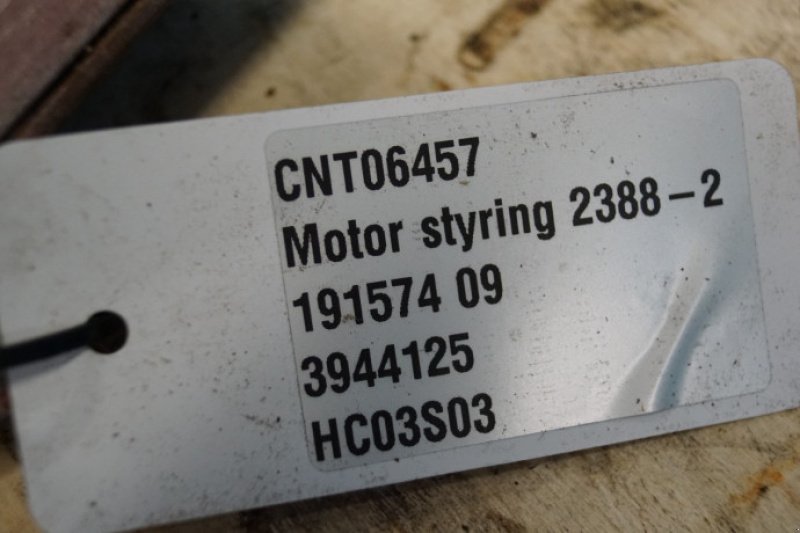 CNT06457
Motor styring 2388-2
191574 09
3944125
HC03S03